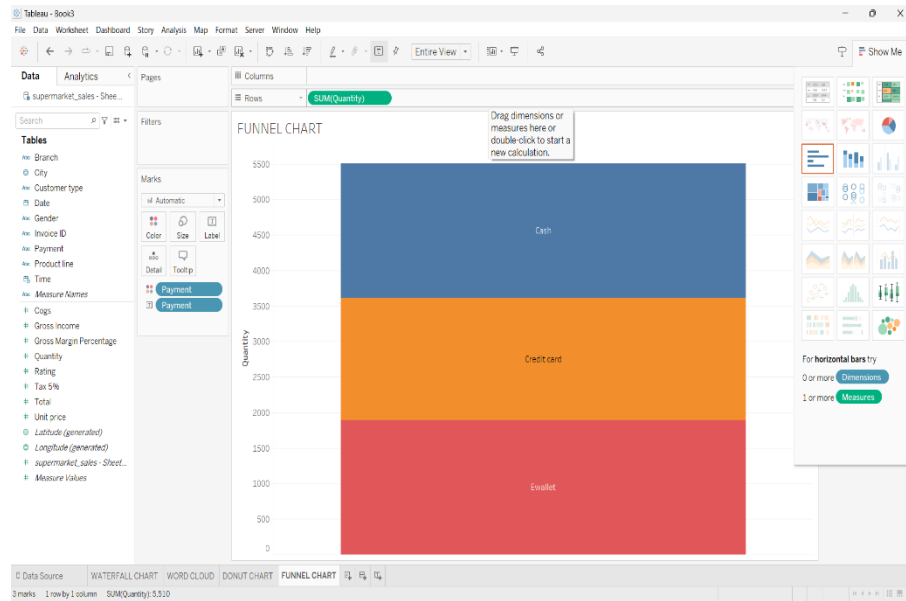 Tableau - Book3
File Data Worksheet Dashboard Story Analysis Map Format Server Window Help
Entire View
Show Me
Data Analytics
Pages
Columns
supermarket_sales - Shee...
Rows
SUM(Quantity)
Search
Filters
FUNNEL CHART
Drag dimensions or
measures here or
double-click to start a
new calculation.
Tables
Abc Branch
City
Abc Customer type
Date
Abc Gender
Abc Invoice ID
Abc Payment
Abc Product line
Time
Abc Measure Names
Cogs
Gross Income
Gross Margin Percentage
Quantity
Rating
Tax 5%
Total
Unit price
Latitude (generated)
Longitude (generated)
supermarket_sales - Sheet...
Measure Values
Marks
Automatic
Color Size Label
Detail Tooltip
Payment
Payment
Quantity
5500
5000
4500
4000
3500
3000
2500
2000
1500
1000
500
0
Cash
Credit card
Ewallet
For horizontal bars try
0 or more Dimensions
1 or more Measures
Data Source WATERFALL CHART WORD CLOUD DONUT CHART FUNNEL CHART
3 marks 1 row by 1 column SUM(Quantity): 5,510